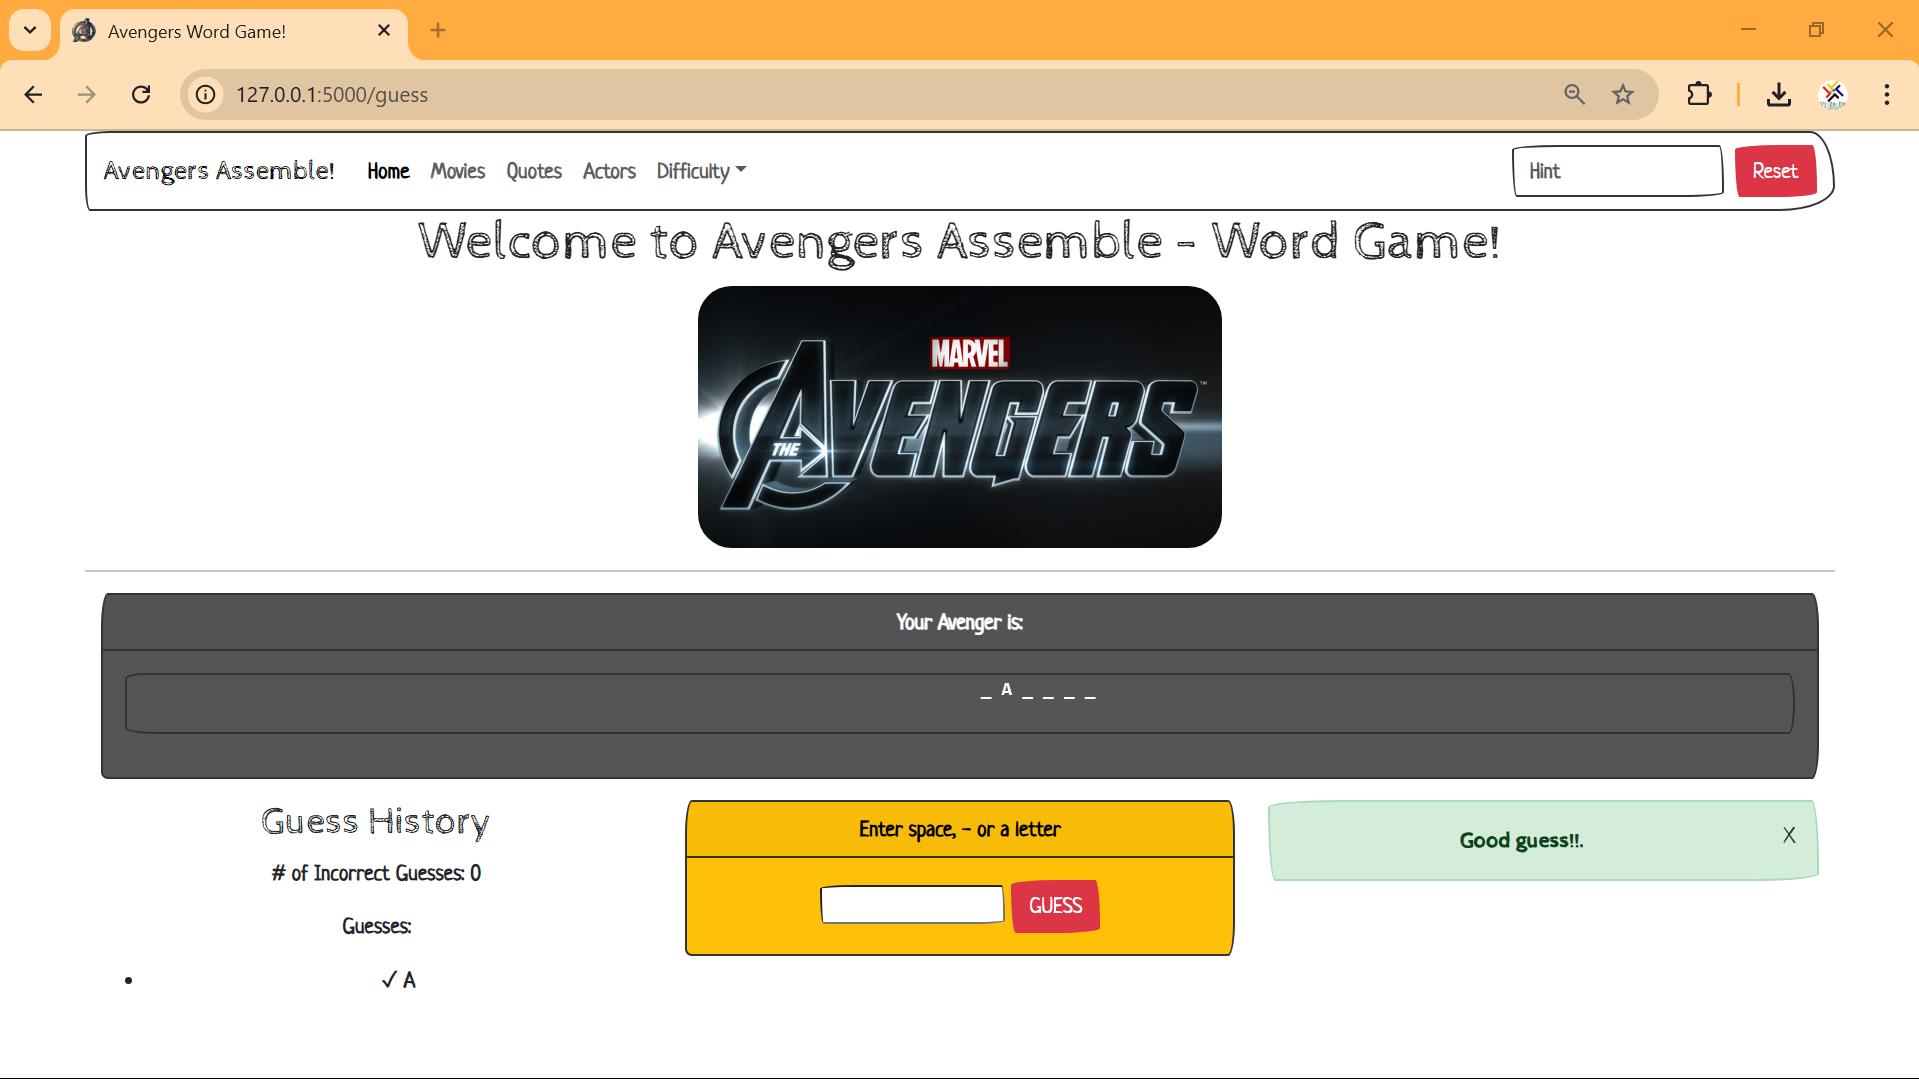 Avengers Word Game!
127.0.0.1:5000/guess
Avengers Assemble! Home Movies Quotes Actors Difficulty Hint Reset
Welcome to Avengers Assemble - Word Game!
MARVEL
THE AVENGERS™
Your Avenger is:
_ A _ _ _ _
Guess History
# of Incorrect Guesses: 0
Guesses:
✓ A
Enter space, - or a letter
GUESS
Good guess!!.
X